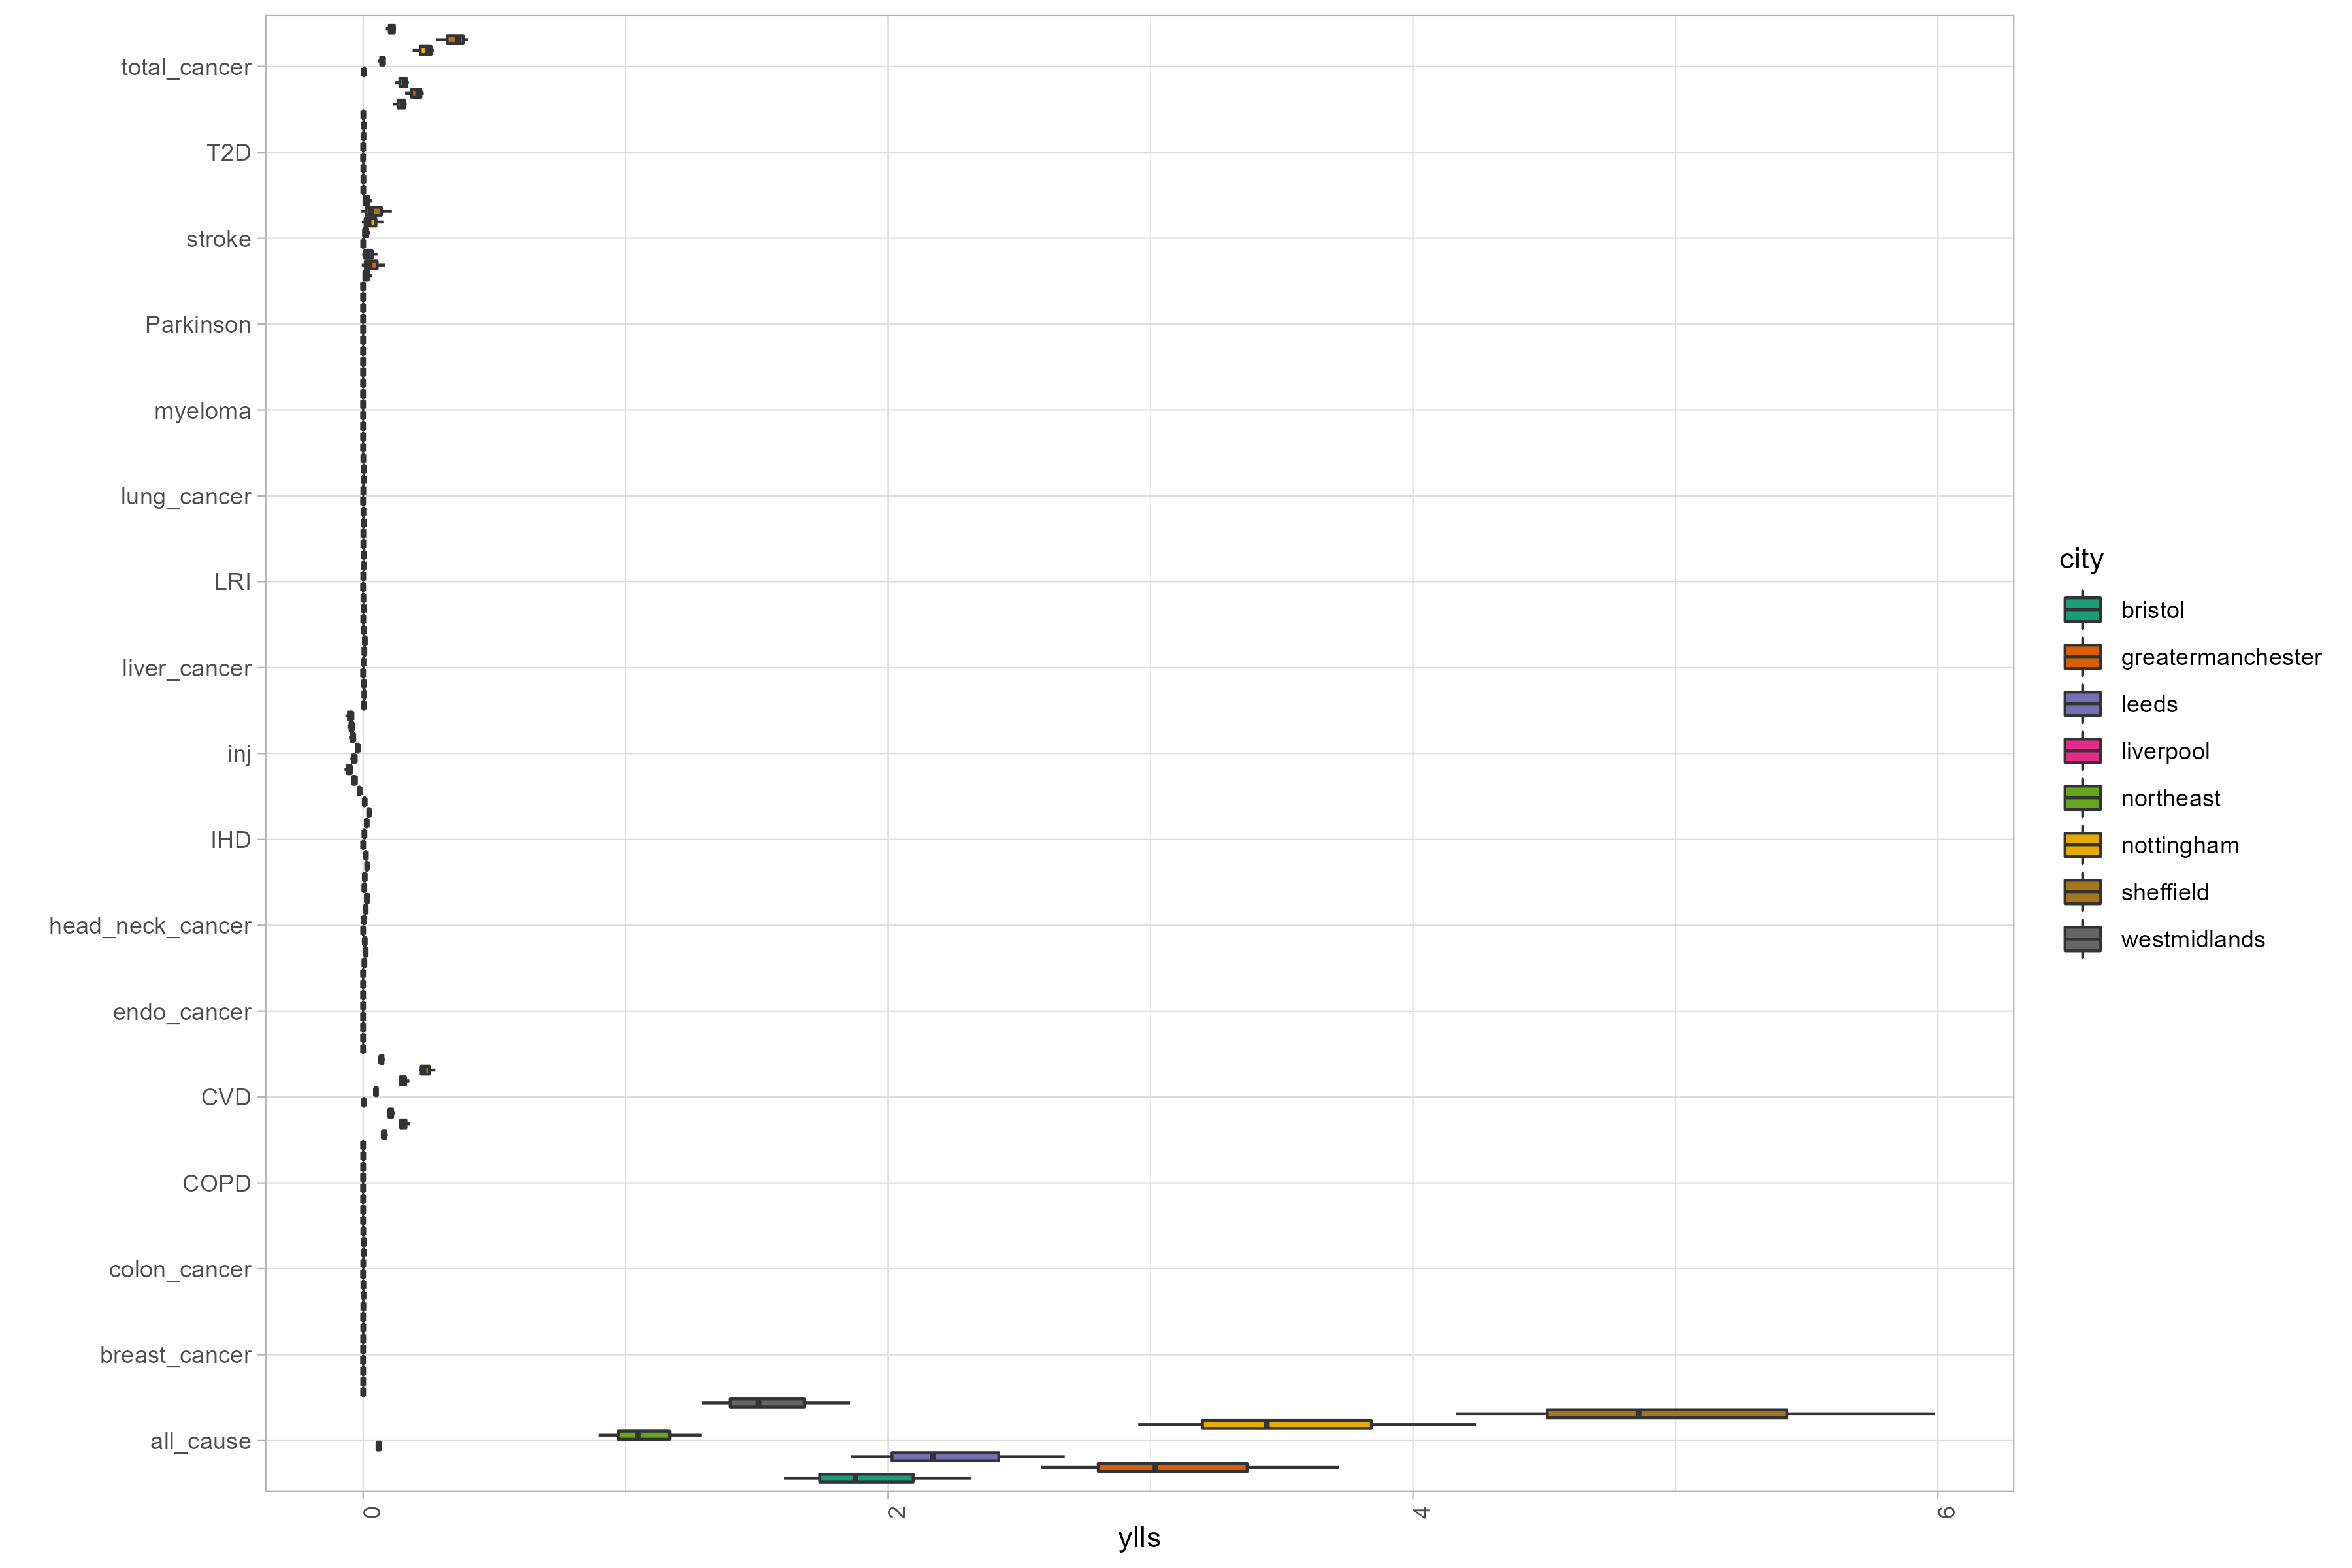 total_cancer
T2D
stroke
Parkinson
myeloma
lung_cancer
LRI
liver_cancer
inj
IHD
head_neck_cancer
endo_cancer
CVD
COPD
colon_cancer
breast_cancer
all_cause
0
2
4
6
ylls
city
bristol
greatermanchester
leeds
liverpool
northeast
nottingham
sheffield
westmidlands